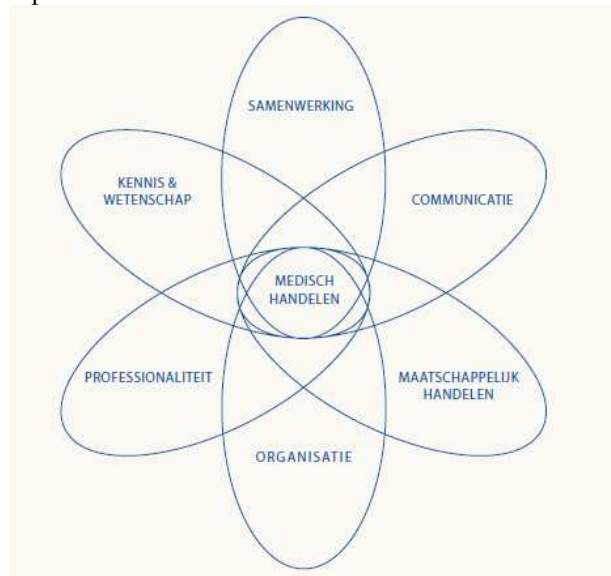 SAMENWERKING
KENNIS &
WETENSCHAP
COMMUNICATIE
MEDISCH
HANDELEN
PROFESSIONALITEIT
MAATSCHAPPELIJK
HANDELEN
ORGANISATIE